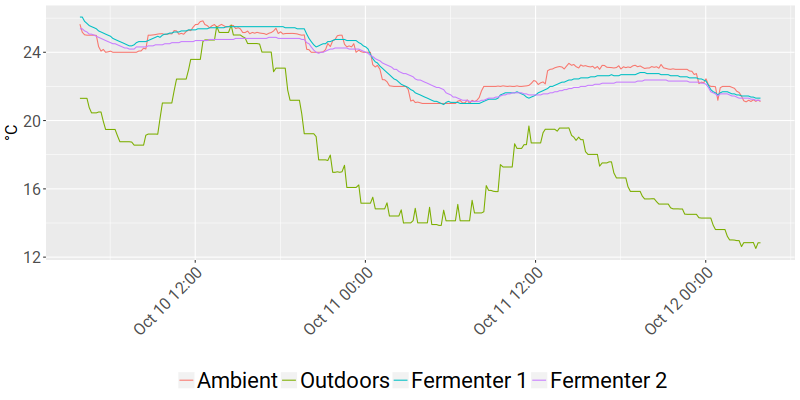 24
20
16
12
°C
Oct 10 12:00
Oct 11 00:00
Oct 11 12:00
Oct 12 00:00
Ambient Outdoors Fermenter 1 Fermenter 2